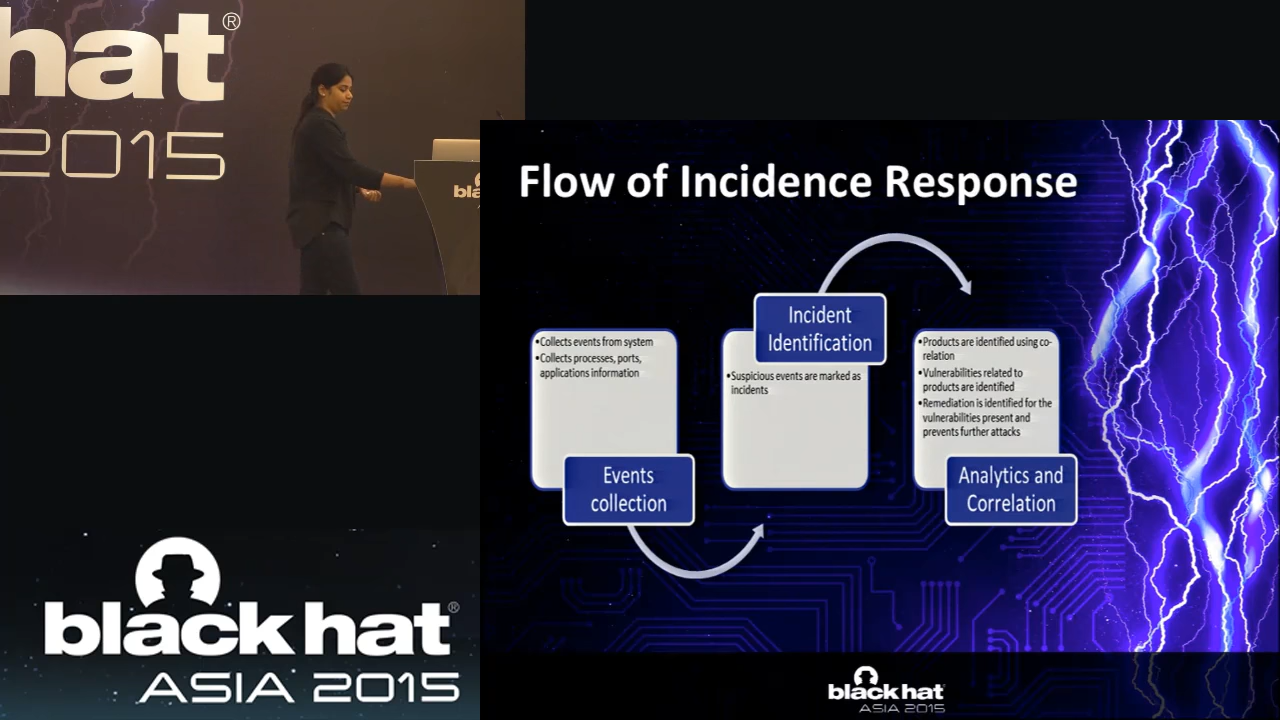 hat®
2015
bla
Flow of Incidence Response
•Collects events from system
•Collects processes, ports,
applications information
Events
collection
Incident
Identification
•Suspicious events are marked as
incidents
•Products are identified using co-
relation
•Vulnerabilities related to
products are identified
•Remediation is identified for the
vulnerabilities present and
prevents further attacks
Analytics and
Correlation
black hat®
ASIA 2015
black hat
ASIA 2015